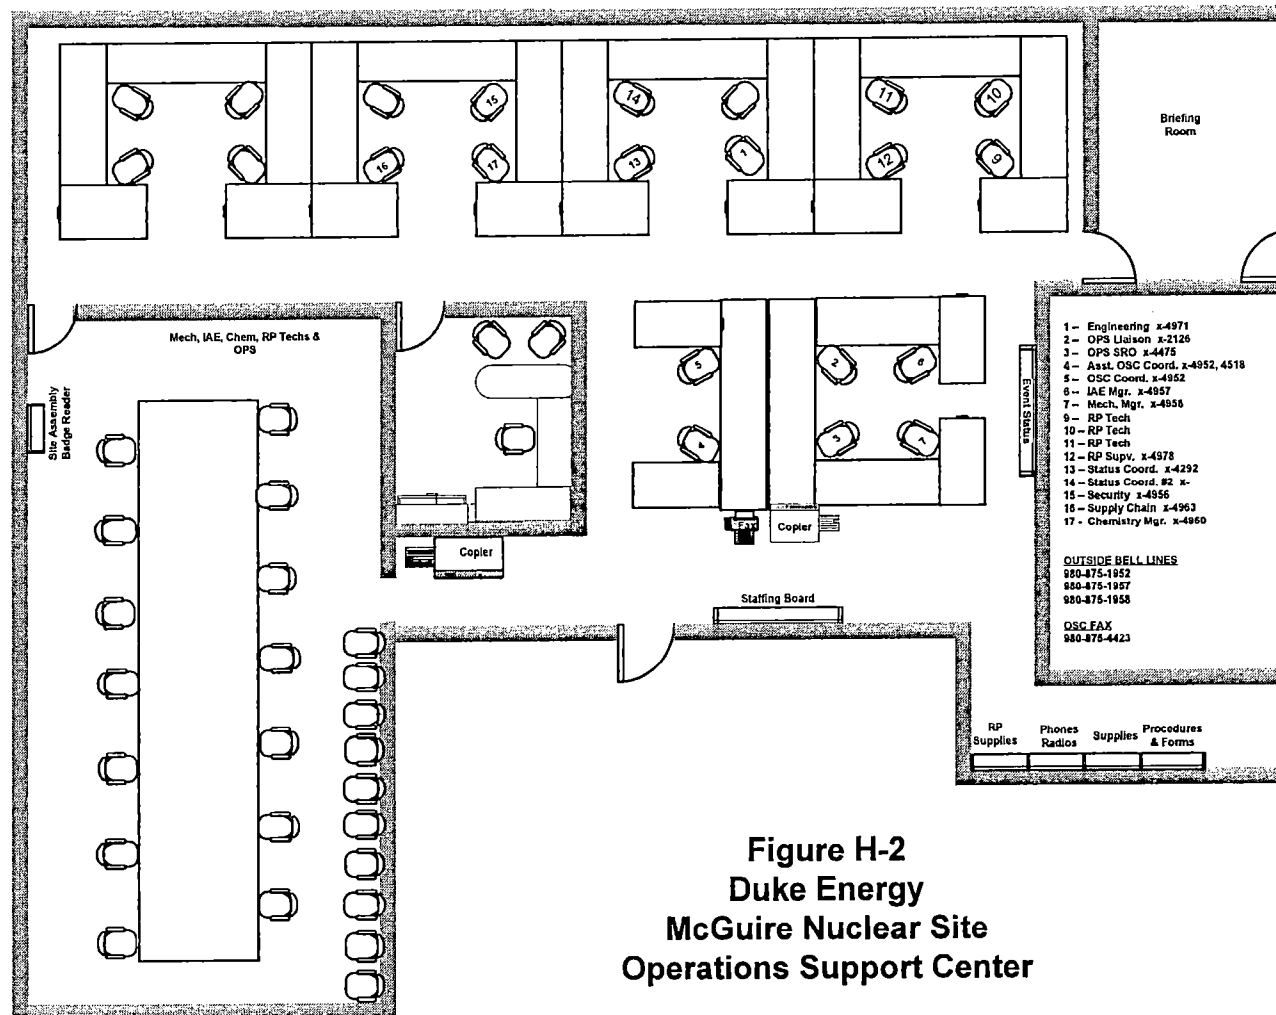 15
14
11
10
16
17
13
1
12
9
Briefing
Room
Mech, IAE, Chem, RP Techs &
OPS
Site Assembly
Badge Reader
5
2
6
4
3
7
Event Status
1 – Engineering x-4971
2 – OPS Liaison x-2126
3 – OPS SRO x-4475
4 – Asst. OSC Coord. x-4952, 4518
5 – OSC Coord. x-4952
6 – IAE Mgr. x-4957
7 – Mech. Mgr. x-4958
9 – RP Tech
10 – RP Tech
11 – RP Tech
12 – RP Supv. x-4978
13 – Status Coord. x-4292
14 – Status Coord. #2 x-
15 – Security x-4956
16 – Supply Chain x-4963
17 - Chemistry Mgr. x-4960
OUTSIDE BELL LINES
980-875-1952
980-875-1957
980-875-1958
OSC FAX
980-875-4423
Fax
Copier
Copier
Staffing Board
RP
Supplies
Phones
Radios
Supplies
Procedures
& Forms
Figure H-2
Duke Energy
McGuire Nuclear Site
Operations Support Center